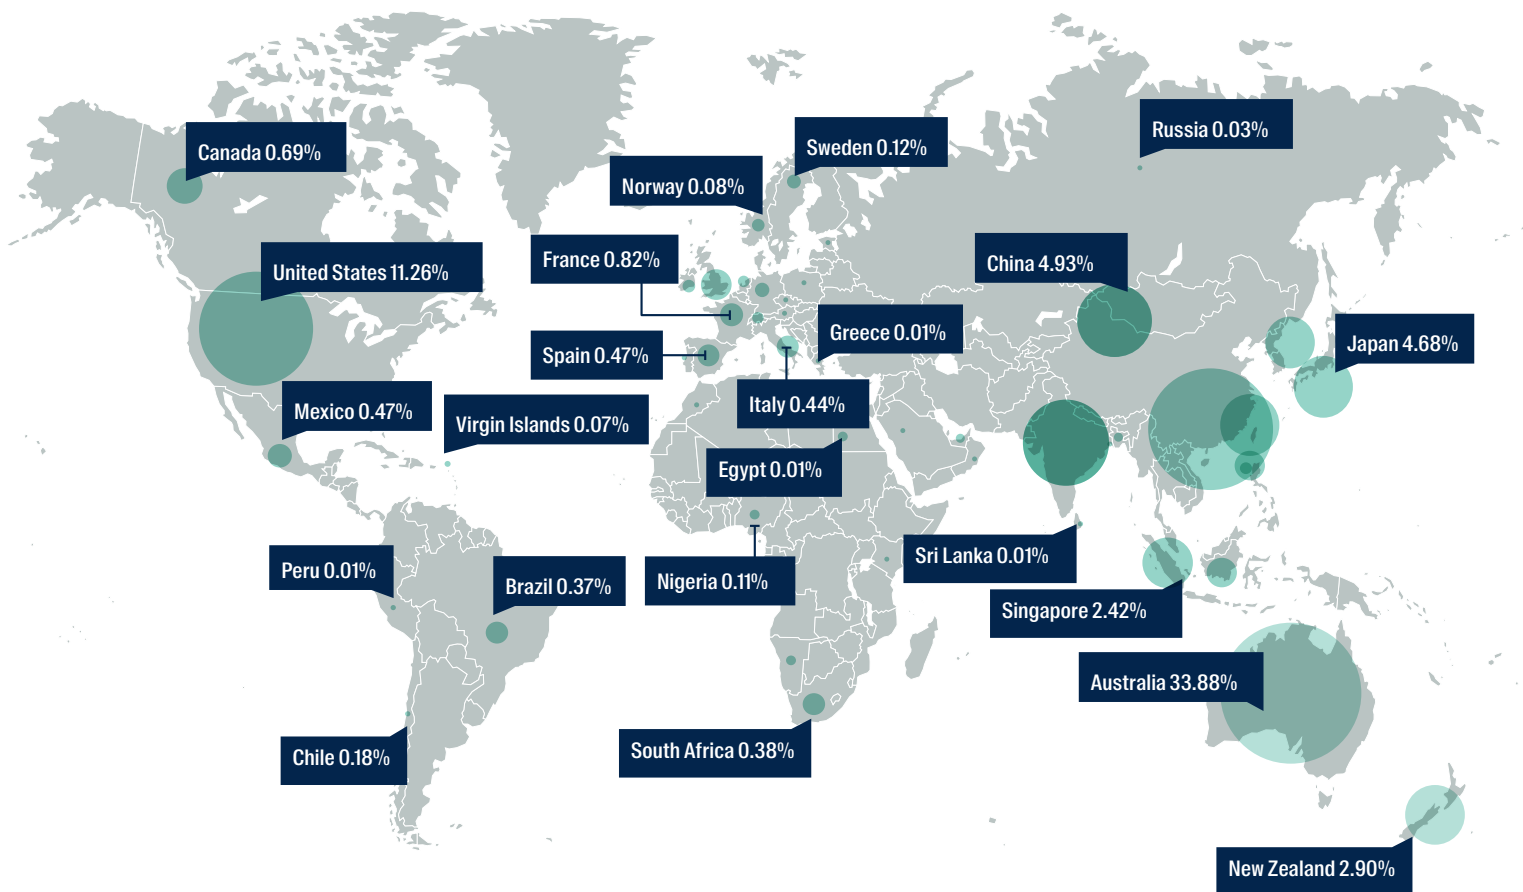 Russia 0.03%
Canada 0.69%
Sweden 0.12%
Norway 0.08%
United States 11.26%
France 0.82%
China 4.93%
Greece 0.01%
Japan 4.68%
Spain 0.47%
Mexico 0.47%
Virgin Islands 0.07%
Italy 0.44%
Egypt 0.01%
Sri Lanka 0.01%
Peru 0.01%
Brazil 0.37%
Nigeria 0.11%
Singapore 2.42%
Australia 33.88%
Chile 0.18%
South Africa 0.38%
New Zealand 2.90%